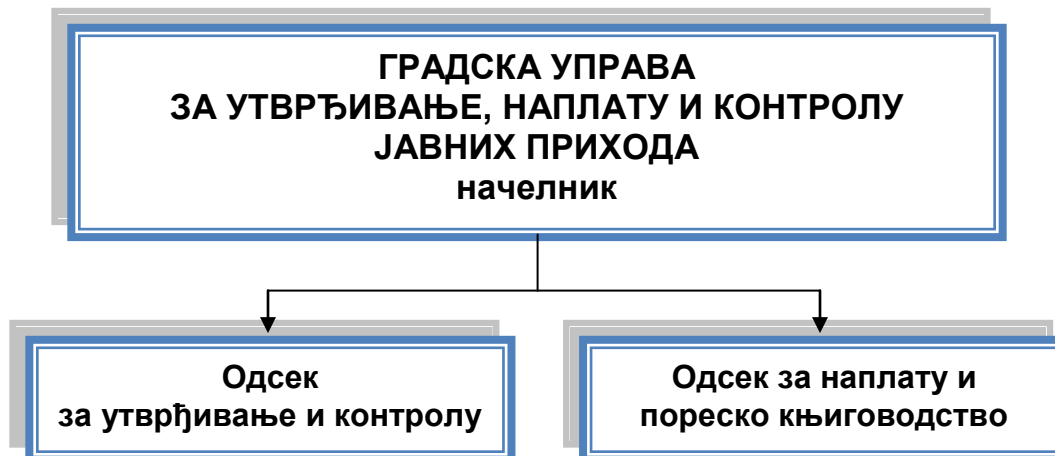 ГРАДСКА УПРАВА
ЗА УТВРЂИВАЊЕ, НАПЛАТУ И КОНТРОЛУ
ЈАВНИХ ПРИХОДА
начелник
Одсек
за утврђивање и контролу
Одсек за наплату и
пореско књиговодство